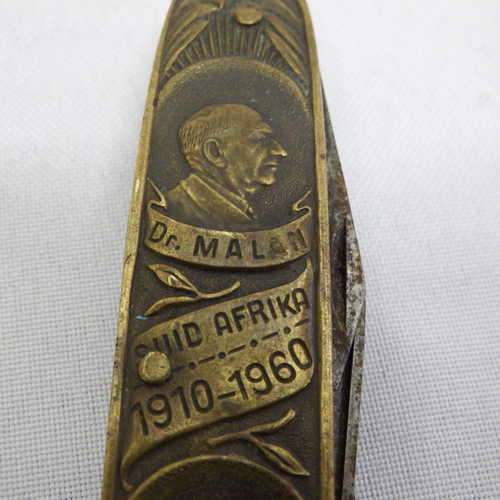 Dr. MALAN
SUID AFRIKA
1910-1960